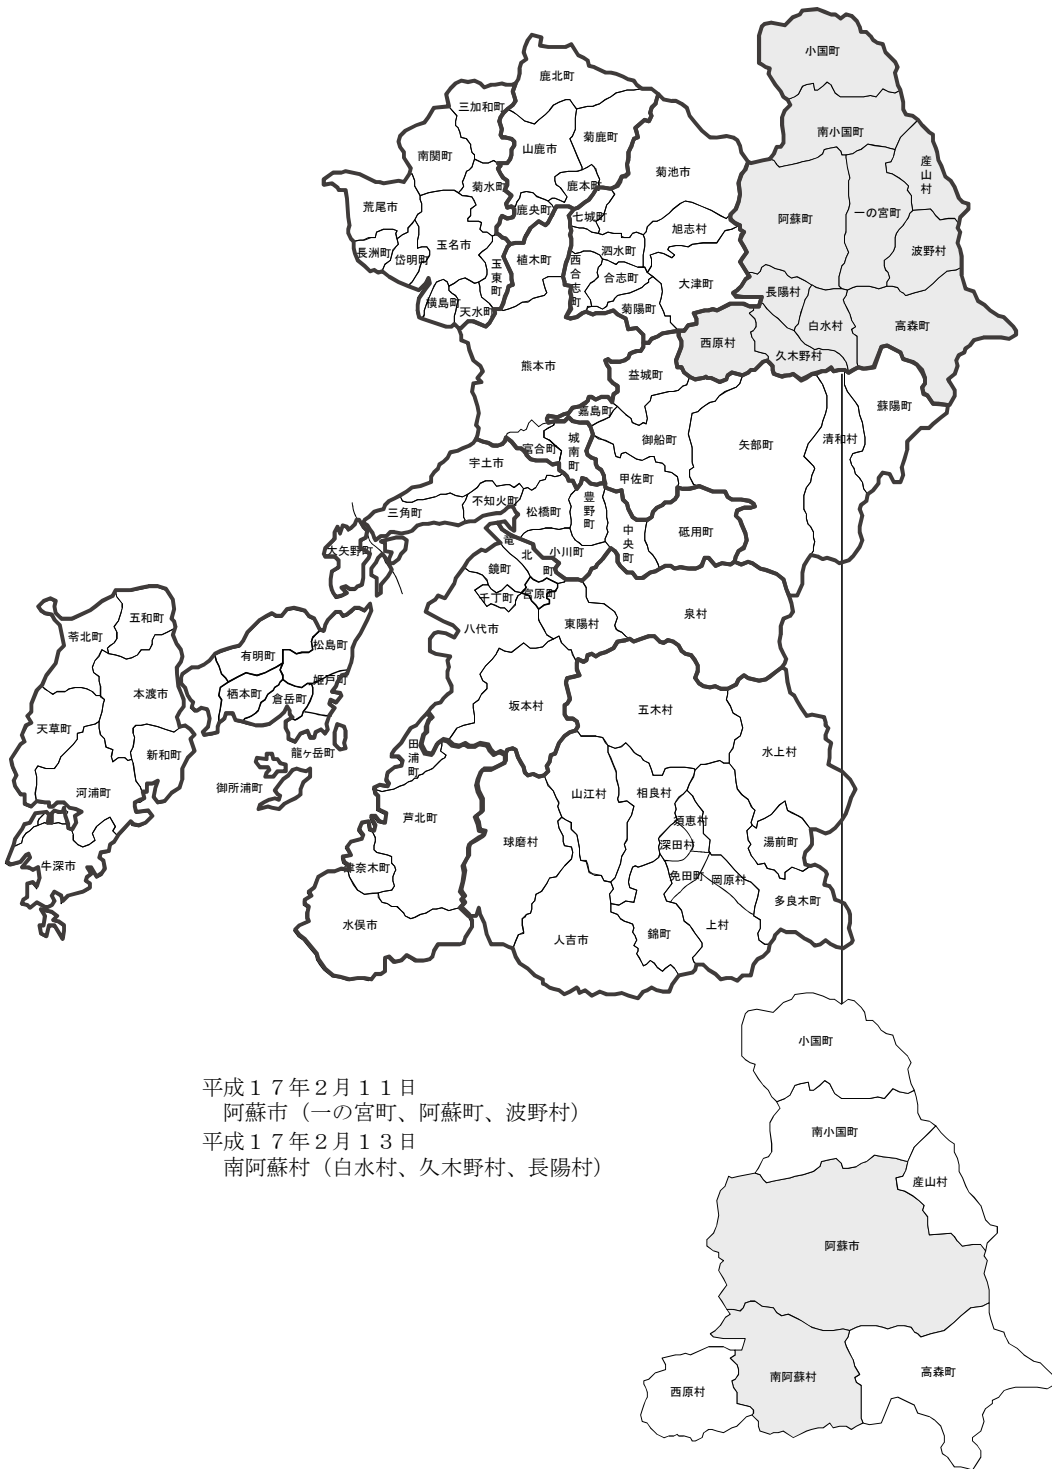 小国町
鹿北町
三加和町
南小国町
菊鹿町
山鹿市
南関町
産山村
菊池市
菊水町
鹿本町
荒尾市
鹿央町
七城町
阿蘇町
一の宮町
旭志村
玉名市
泗水町
波野村
長洲町
岱明町
玉東町
植木町
西合志町
合志町
大津町
長陽村
横島町
天水町
菊陽町
白水村
高森町
西原村
久木野村
熊本市
益城町
蘇陽町
嘉島町
城南町
御船町
清和村
矢部町
富合町
宇土市
甲佐町
不知火町
豊野町
三角町
松橋町
中央町
砥用町
竜北町
大矢野町
小川町
鏡町
宮原町
千丁町
五和町
泉村
東陽村
八代市
苓北町
松島町
有明町
姫戸町
本渡市
栖本町
倉岳町
坂本村
五木村
天草町
田浦町
新和町
龍ヶ岳町
水上村
御所浦町
河浦町
山江村
相良村
芦北町
須恵村
球磨村
深田村
湯前町
牛深市
津奈木町
免田町
岡原村
多良木町
水俣市
上村
錦町
人吉市
小国町
平成17年2月11日
阿蘇市（一の宮町、阿蘇町、波野村）
平成17年2月13日
南阿蘇村（白水村、久木野村、長陽村）
南小国町
産山村
阿蘇市
高森町
南阿蘇村
西原村